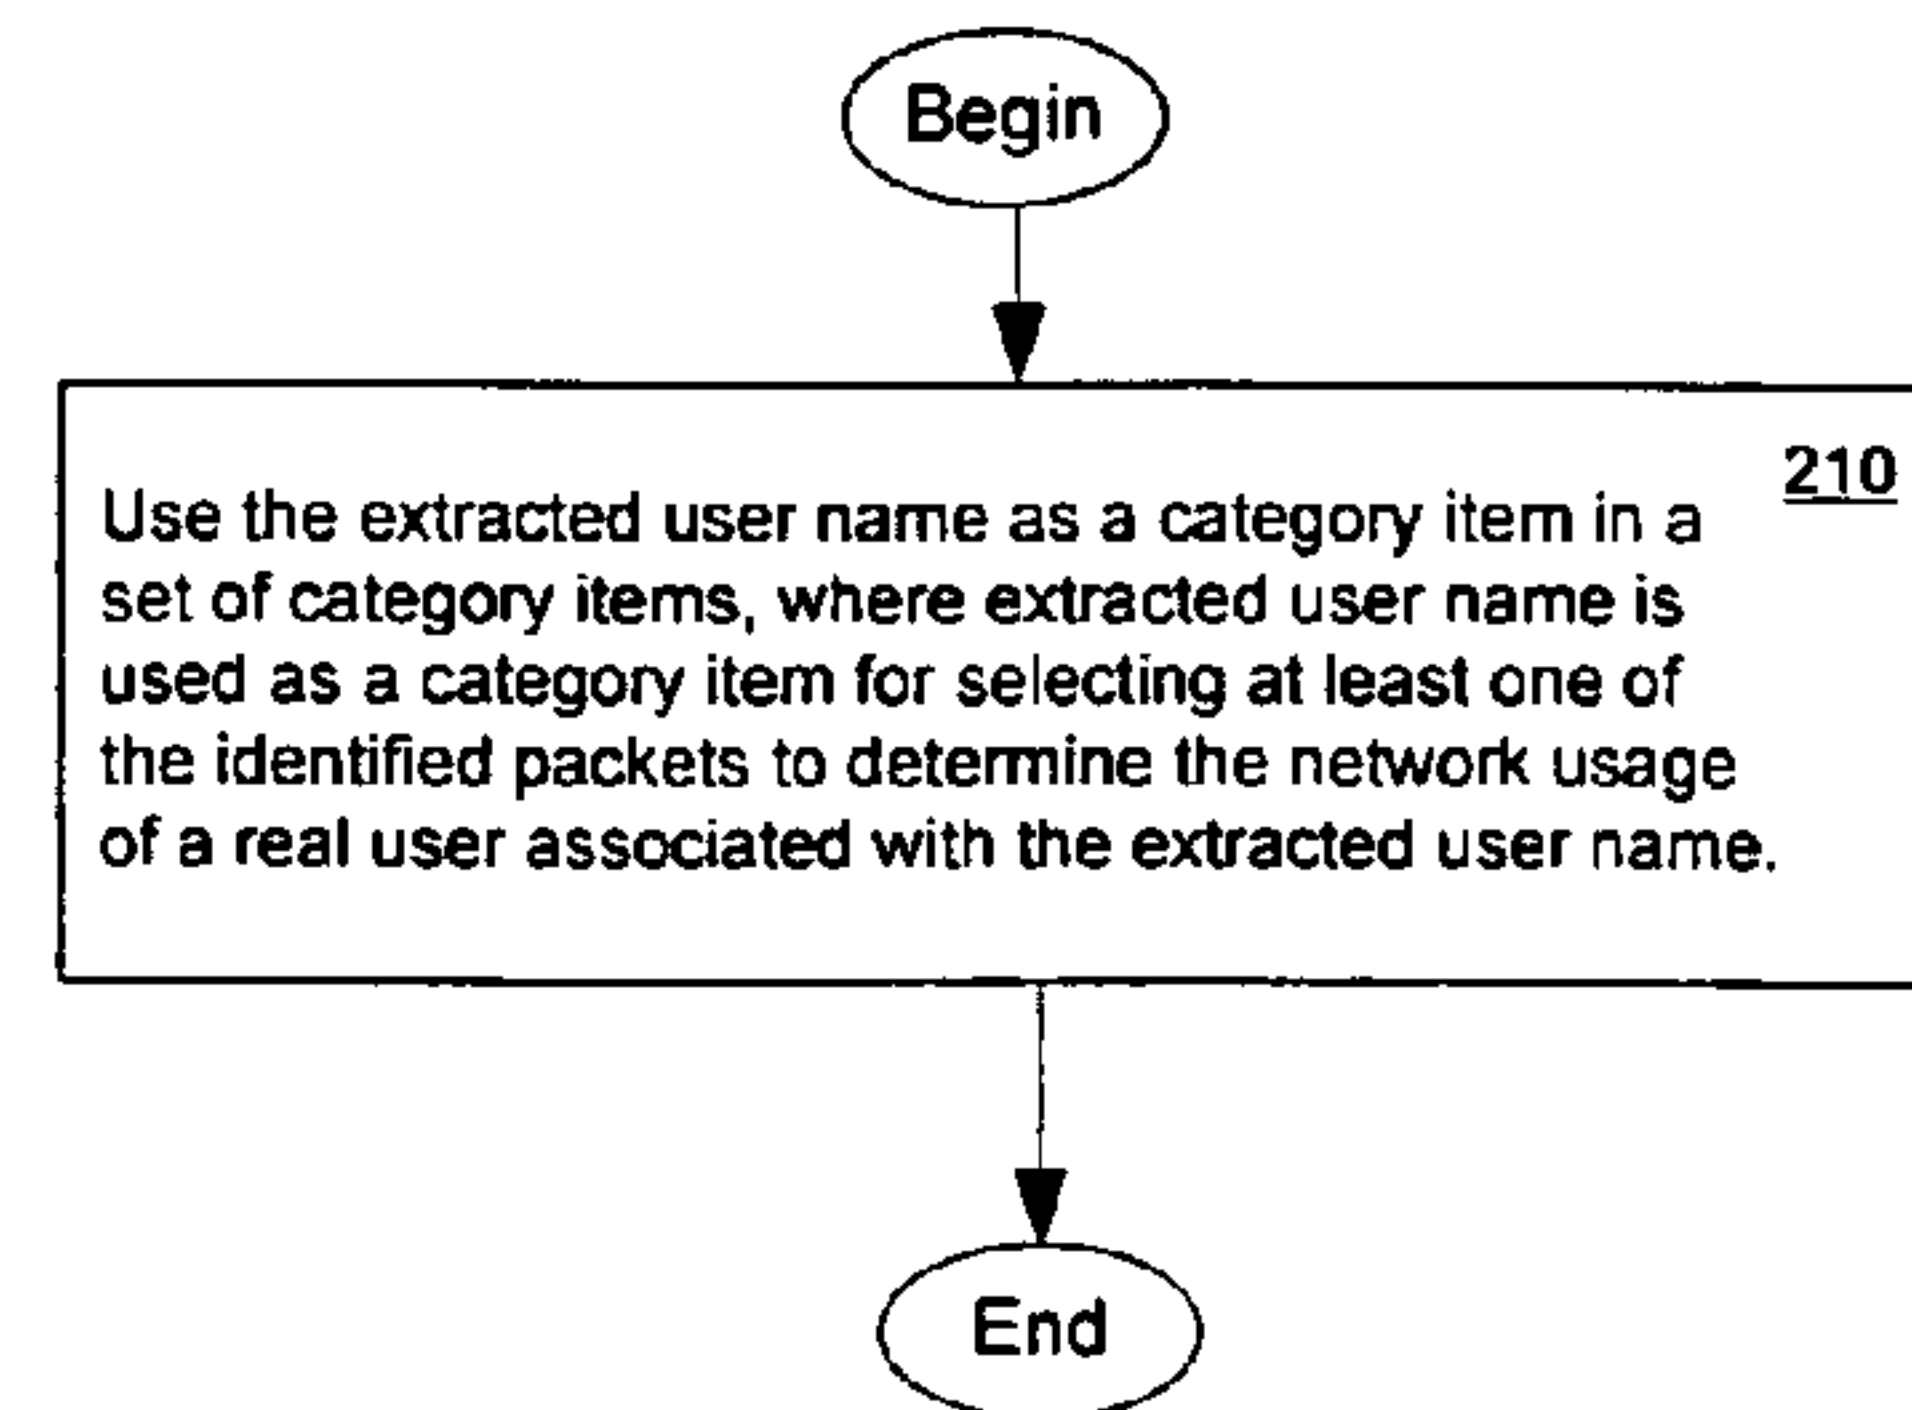 Begin
210
Use the extracted user name as a category item in a
set of category items, where extracted user name is
used as a category item for selecting at least one of
the identified packets to determine the network usage
of a real user associated with the extracted user name.
End